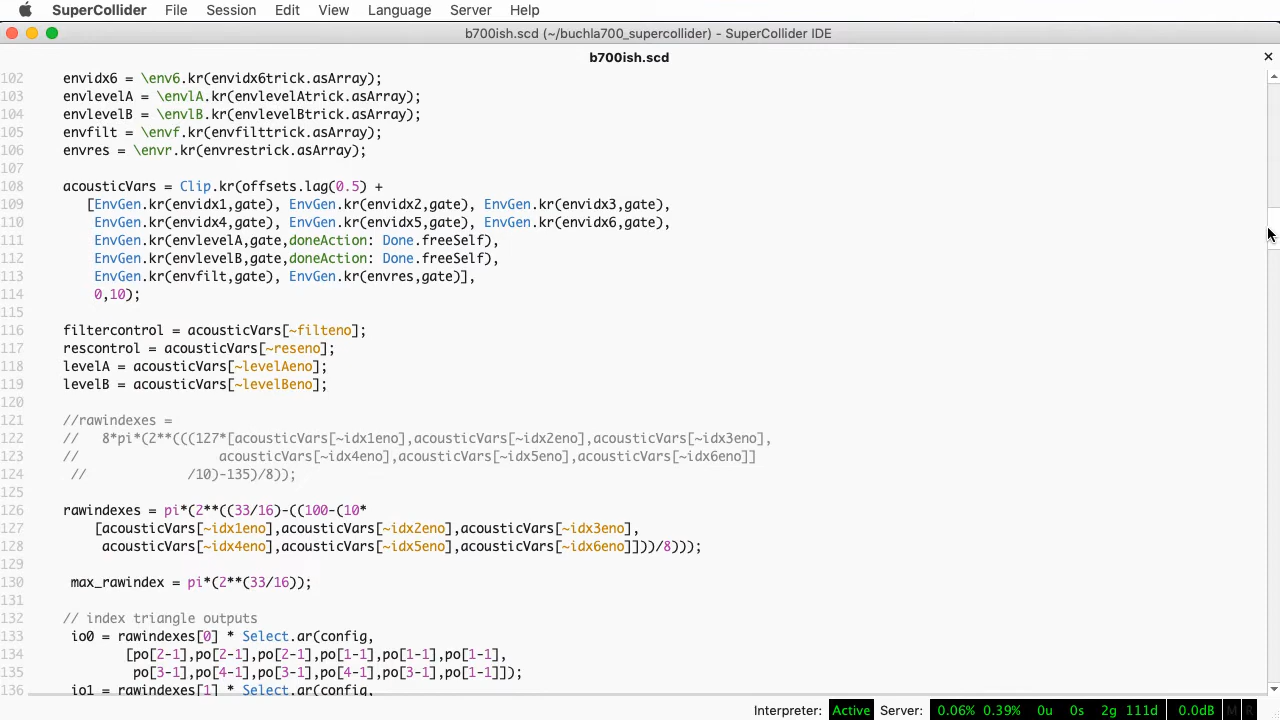 SuperCollider File Session Edit View Language Server Help
b700ish.scd (~/buchla700_supercollider) - SuperCollider IDE
b700ish.scd
102 envidx6 = \env6.kr(envidx6trick.asArray);
103 envlevelA = \envlA.kr(envlevelAtrick.asArray);
104 envlevelB = \envlB.kr(envlevelBtrick.asArray);
105 envfilt = \envf.kr(envfilttrick.asArray);
106 envres = \envr.kr(envrestrick.asArray);
107
108 acousticVars = Clip.kr(offsets.lag(0.5) +
109 [EnvGen.kr(envidx1,gate), EnvGen.kr(envidx2,gate), EnvGen.kr(envidx3,gate),
110 EnvGen.kr(envidx4,gate), EnvGen.kr(envidx5,gate), EnvGen.kr(envidx6,gate),
111 EnvGen.kr(envlevelA,gate,doneAction: Done.freeSelf),
112 EnvGen.kr(envlevelB,gate,doneAction: Done.freeSelf),
113 EnvGen.kr(envfilt,gate), EnvGen.kr(envres,gate)],
114 0,10);
115
116 filtercontrol = acousticVars[~filteno];
117 rescontrol = acousticVars[~reseno];
118 levelA = acousticVars[~levelAeno];
119 levelB = acousticVars[~levelBeno];
120
121 //rawindexes =
122 // 8*pi*(2**(((127*[acousticVars[~idx1eno],acousticVars[~idx2eno],acousticVars[~idx3eno],
123 // acousticVars[~idx4eno],acousticVars[~idx5eno],acousticVars[~idx6eno]]
124 // /10)-135)/8));
125
126 rawindexes = pi*(2**((33/16)-((100-(10*
127 [acousticVars[~idx1eno],acousticVars[~idx2eno],acousticVars[~idx3eno],
128 acousticVars[~idx4eno],acousticVars[~idx5eno],acousticVars[~idx6eno]]))/8)));
129
130 max_rawindex = pi*(2**(33/16));
131
132 // index triangle outputs
133 io0 = rawindexes[0] * Select.ar(config,
134 [po[2-1],po[2-1],po[2-1],po[1-1],po[1-1],po[1-1],
135 po[3-1],po[4-1],po[3-1],po[4-1],po[3-1],po[1-1]]);
136 io1 = rawindexes[1] * Select.ar(config,
Interpreter: Active Server: 0.06% 0.39% 0u 0s 2g 111d 0.0dB M R